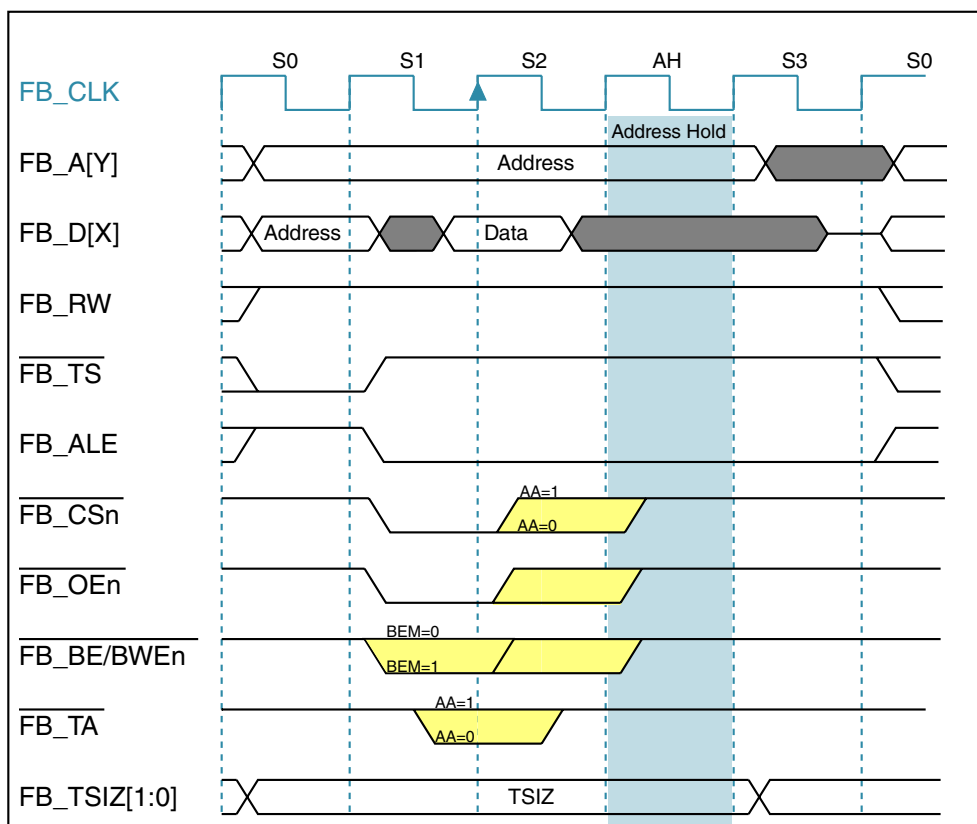 S0 S1 S2 AH S3 S0
FB_CLK
Address Hold
FB_A[Y] Address
FB_D[X] Address Data
FB_RW
FB_TS
FB_ALE
FB_CSn AA=1
AA=0
FB_OEn
FB_BE/BWEn BEM=0
BEM=1
FB_TA AA=1
AA=0
FB_TSIZ[1:0] TSIZ